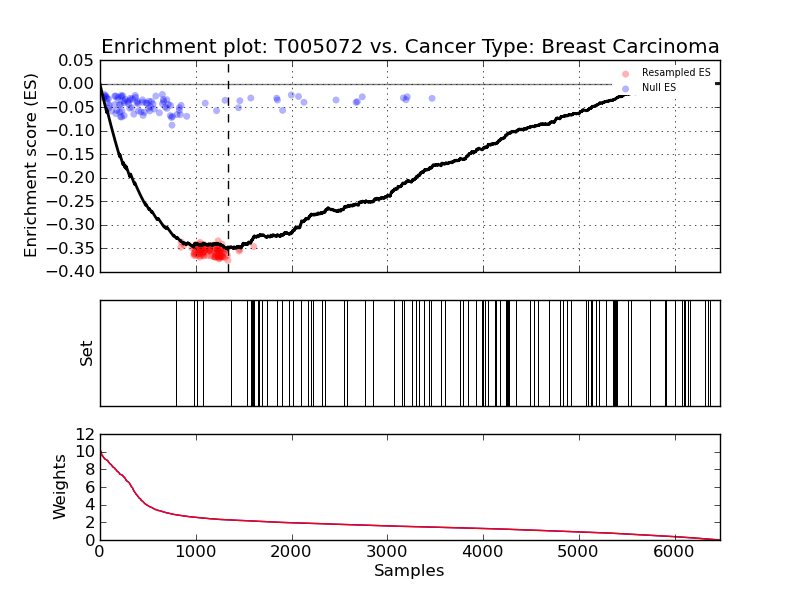 Enrichment plot: T005072 vs. Cancer Type: Breast Carcinoma
Enrichment score (ES)
0.05
0.00
−0.05
−0.10
−0.15
−0.20
−0.25
−0.30
−0.35
−0.40
Resampled ES
Null ES
Set
Weights
12
10
8
6
4
2
0
0 1000 2000 3000 4000 5000 6000
Samples